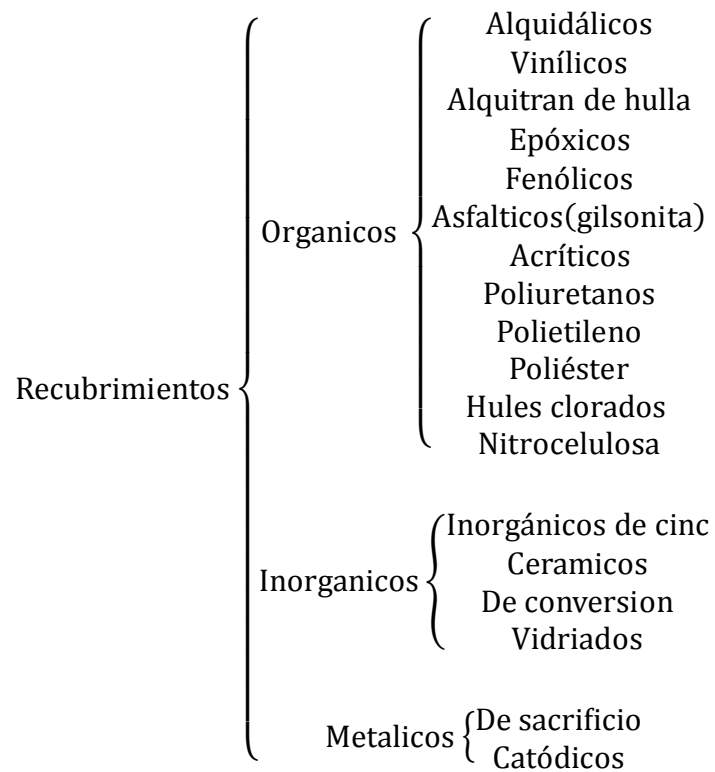 Recubrimientos
Organicos
Alquidálicos
Vinílicos
Alquitran de hulla
Epóxicos
Fenólicos
Asfalticos(gilsonita)
Acríticos
Poliuretanos
Polietileno
Poliéster
Hules clorados
Nitrocelulosa
Inorganicos
Inorgánicos de cinc
Ceramicos
De conversion
Vidriados
Metalicos
De sacrificio
Catódicos